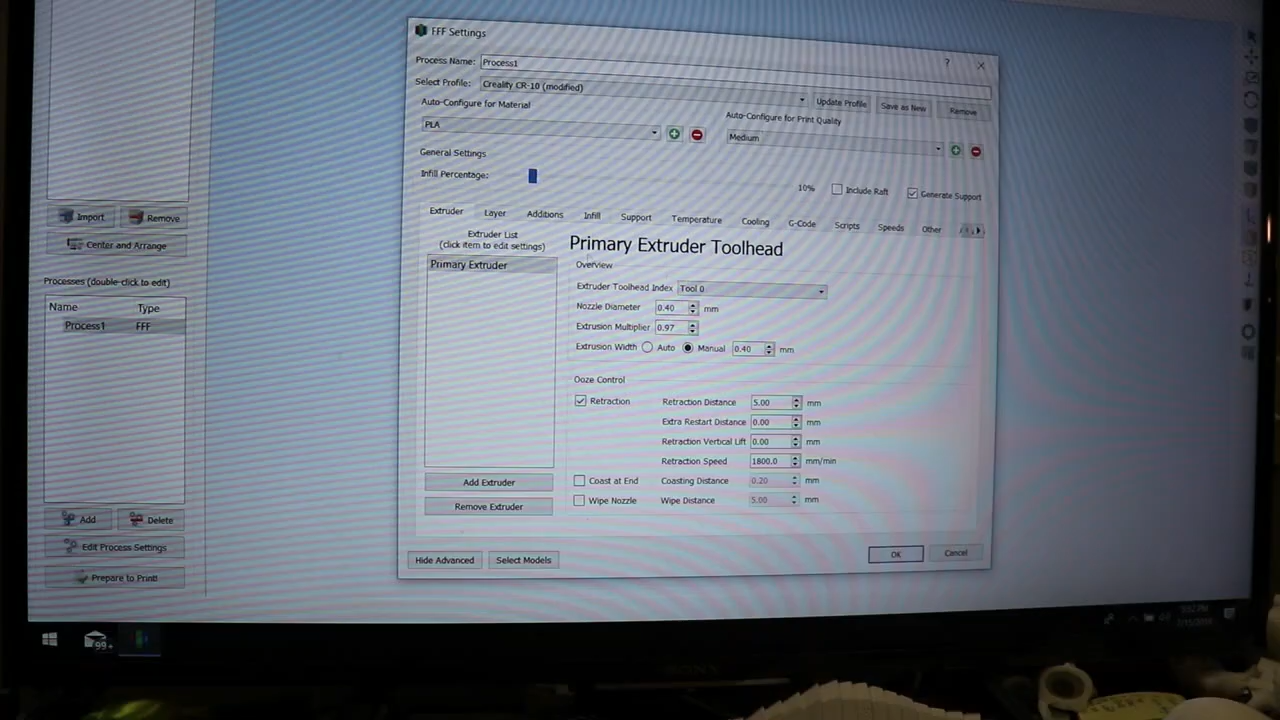 FFF Settings
?
Process Name: Process1
Select Profile: Creality CR-10 (modified)
Update Profile Save as New Remove
Auto-Configure for Material
PLA
Auto-Configure for Print Quality
Medium
General Settings
Infill Percentage: 10% Include Raft Generate Support
Extruder Layer Additions Infill Support Temperature Cooling G-Code Scripts Speeds Other
Extruder List
(click item to edit settings)
Primary Extruder
Add Extruder
Remove Extruder
Primary Extruder Toolhead
Overview
Extruder Toolhead Index Tool 0
Nozzle Diameter 0.40 mm
Extrusion Multiplier 0.97
Extrusion Width Auto Manual 0.40 mm
Ooze Control
Retraction Retraction Distance 5.00 mm
Extra Restart Distance 0.00 mm
Retraction Vertical Lift 0.00 mm
Retraction Speed 1800.0 mm/min
Coast at End Coasting Distance 0.20 mm
Wipe Nozzle Wipe Distance 5.00 mm
Hide Advanced Select Models OK Cancel
Import Remove
Center and Arrange
Processes (double-click to edit)
Name Type
Process1 FFF
Add Delete
Edit Process Settings
Prepare to Print!
99+
SONY